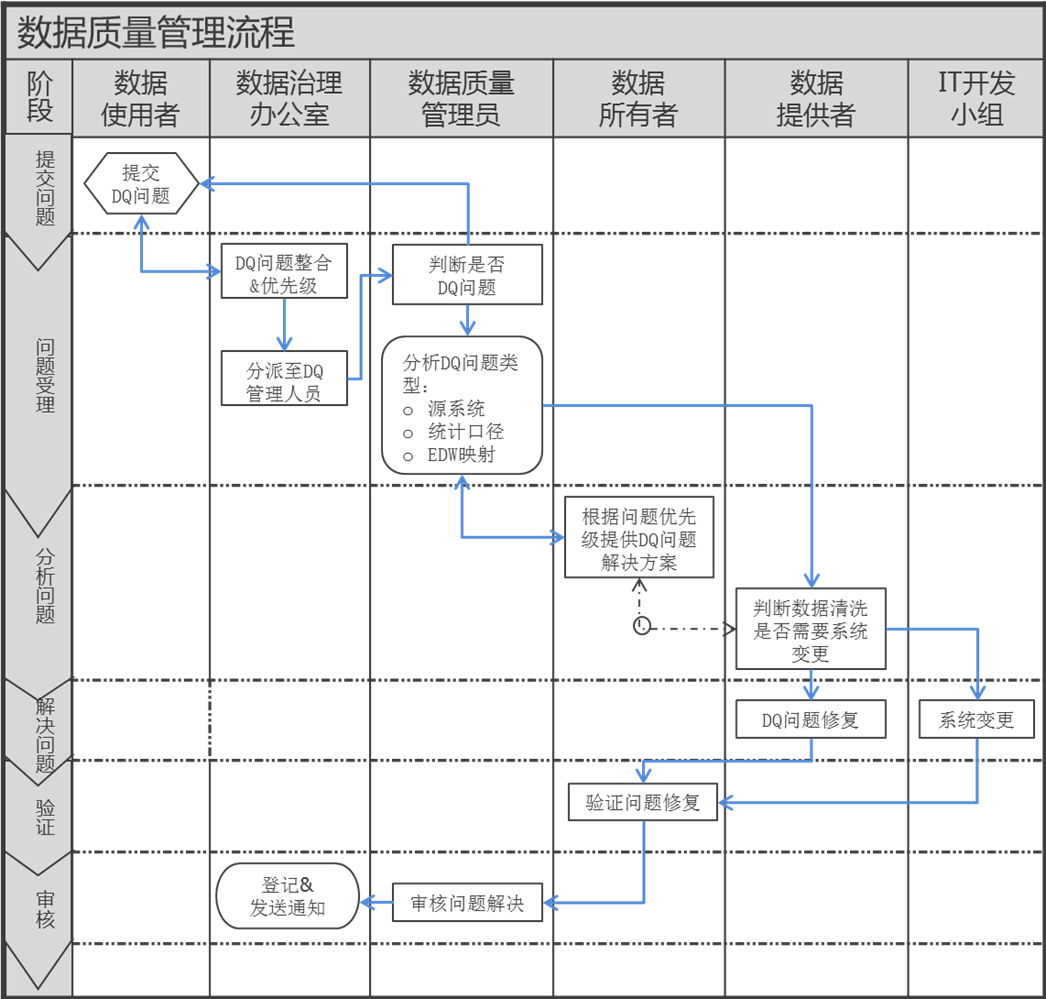 数据质量管理流程
阶
段
数据
使用者
数据治理
办公室
数据质量
管理员
数据
所有者
数据
提供者
IT开发
小组
提交问题
提交
DQ问题
问题受理
DQ问题整合
&优先级
判断是否
DQ问题
分派至DQ
管理人员
分析DQ问题类
型：
o 源系统
o 统计口径
o EDW映射
分析问题
根据问题优先
级提供DQ问题
解决方案
判断数据清洗
是否需要系统
变更
解决问题
DQ问题修复
系统变更
验证
验证问题修复
审核
登记&
发送通知
审核问题解决